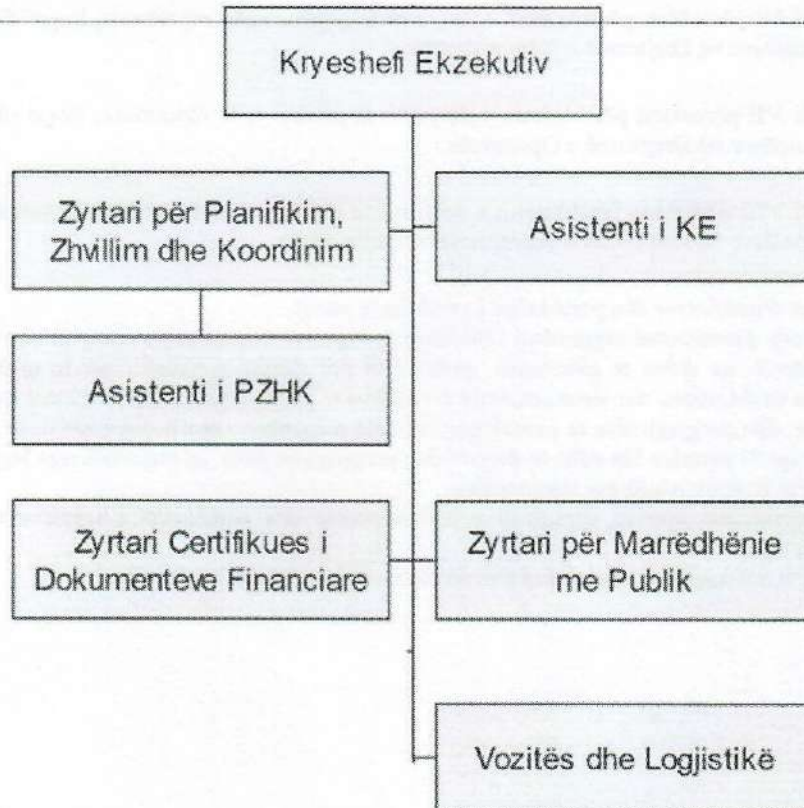 Kryeshefi Ekzekutiv
Zyrtari për Planifikim,
Zhvillim dhe Koordinim
Asistenti i KE
Asistenti i PZHK
Zyrtari Certifikues i
Dokumenteve Financiare
Zyrtari për Marrëdhënie
me Publik
Vozitës dhe Logjistikë